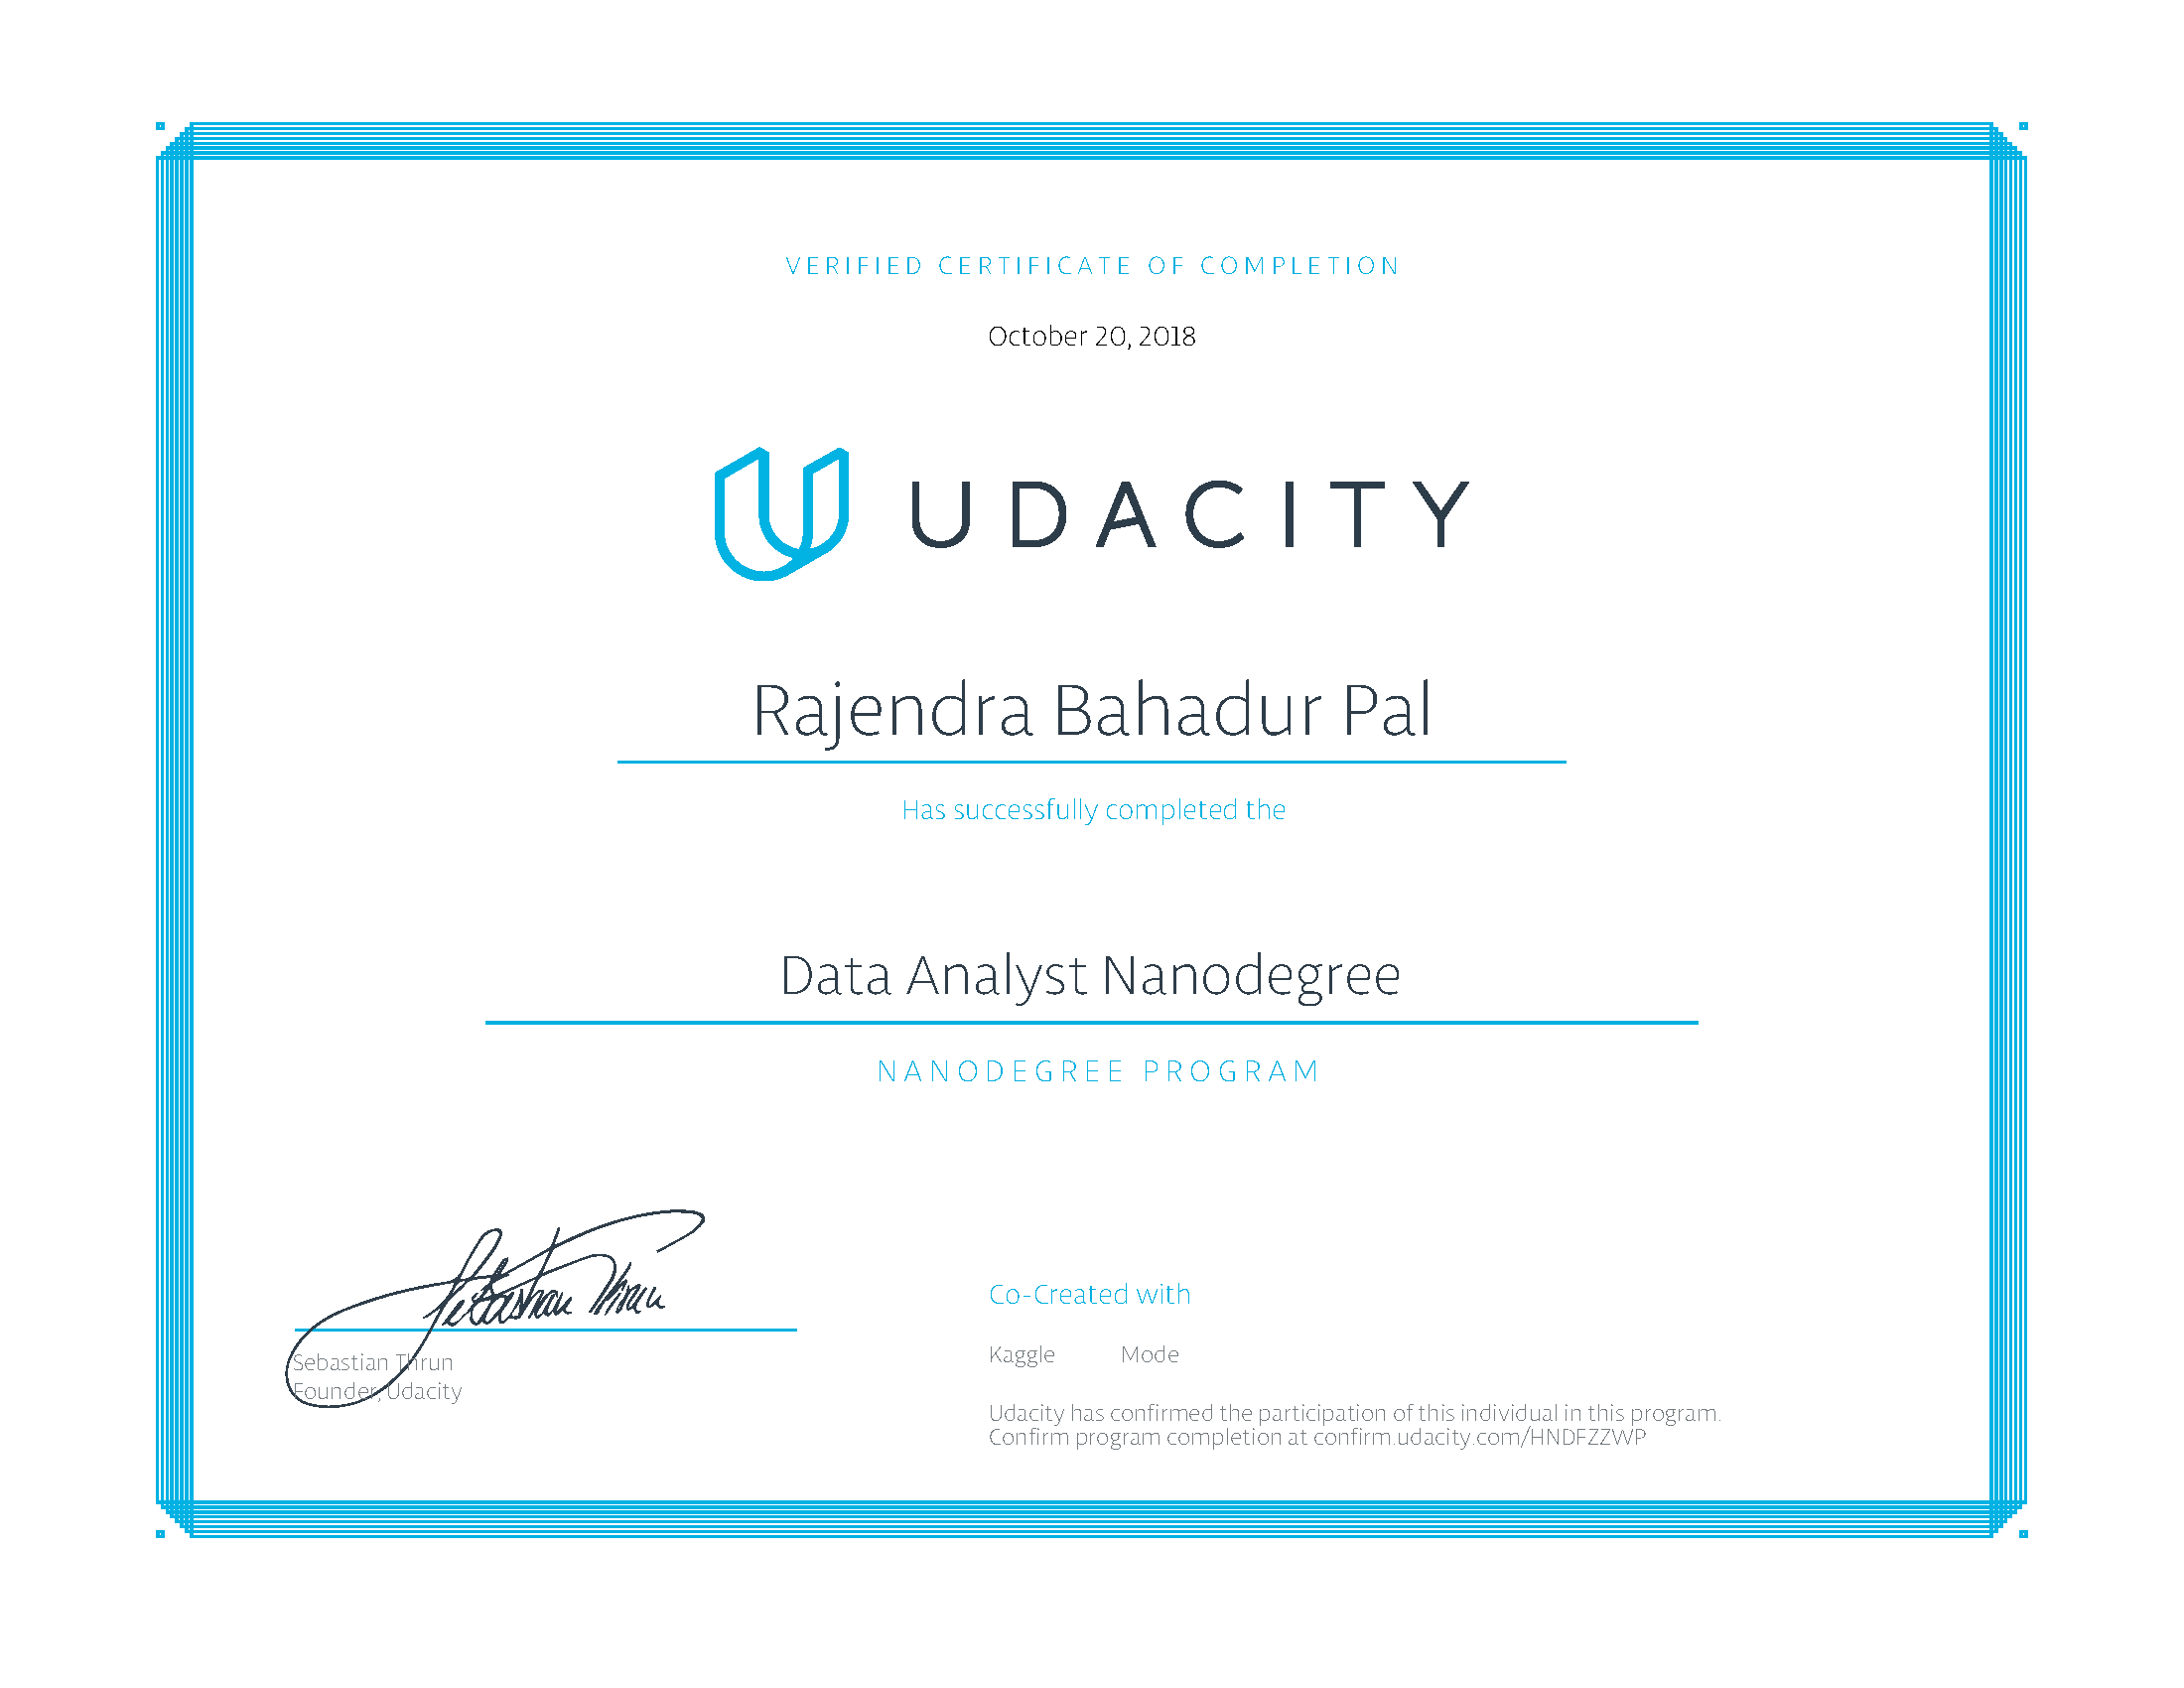 VERIFIED CERTIFICATE OF COMPLETION
October 20, 2018
UDACITY
Rajendra Bahadur Pal
Has successfully completed the
Data Analyst Nanodegree
NANODEGREE PROGRAM
Sebastian Thrun
Sebastian Thrun
Founder, Udacity
Co-Created with
Kaggle Mode
Udacity has confirmed the participation of this individual in this program.
Confirm program completion at confirm.udacity.com/HNDFZZWP